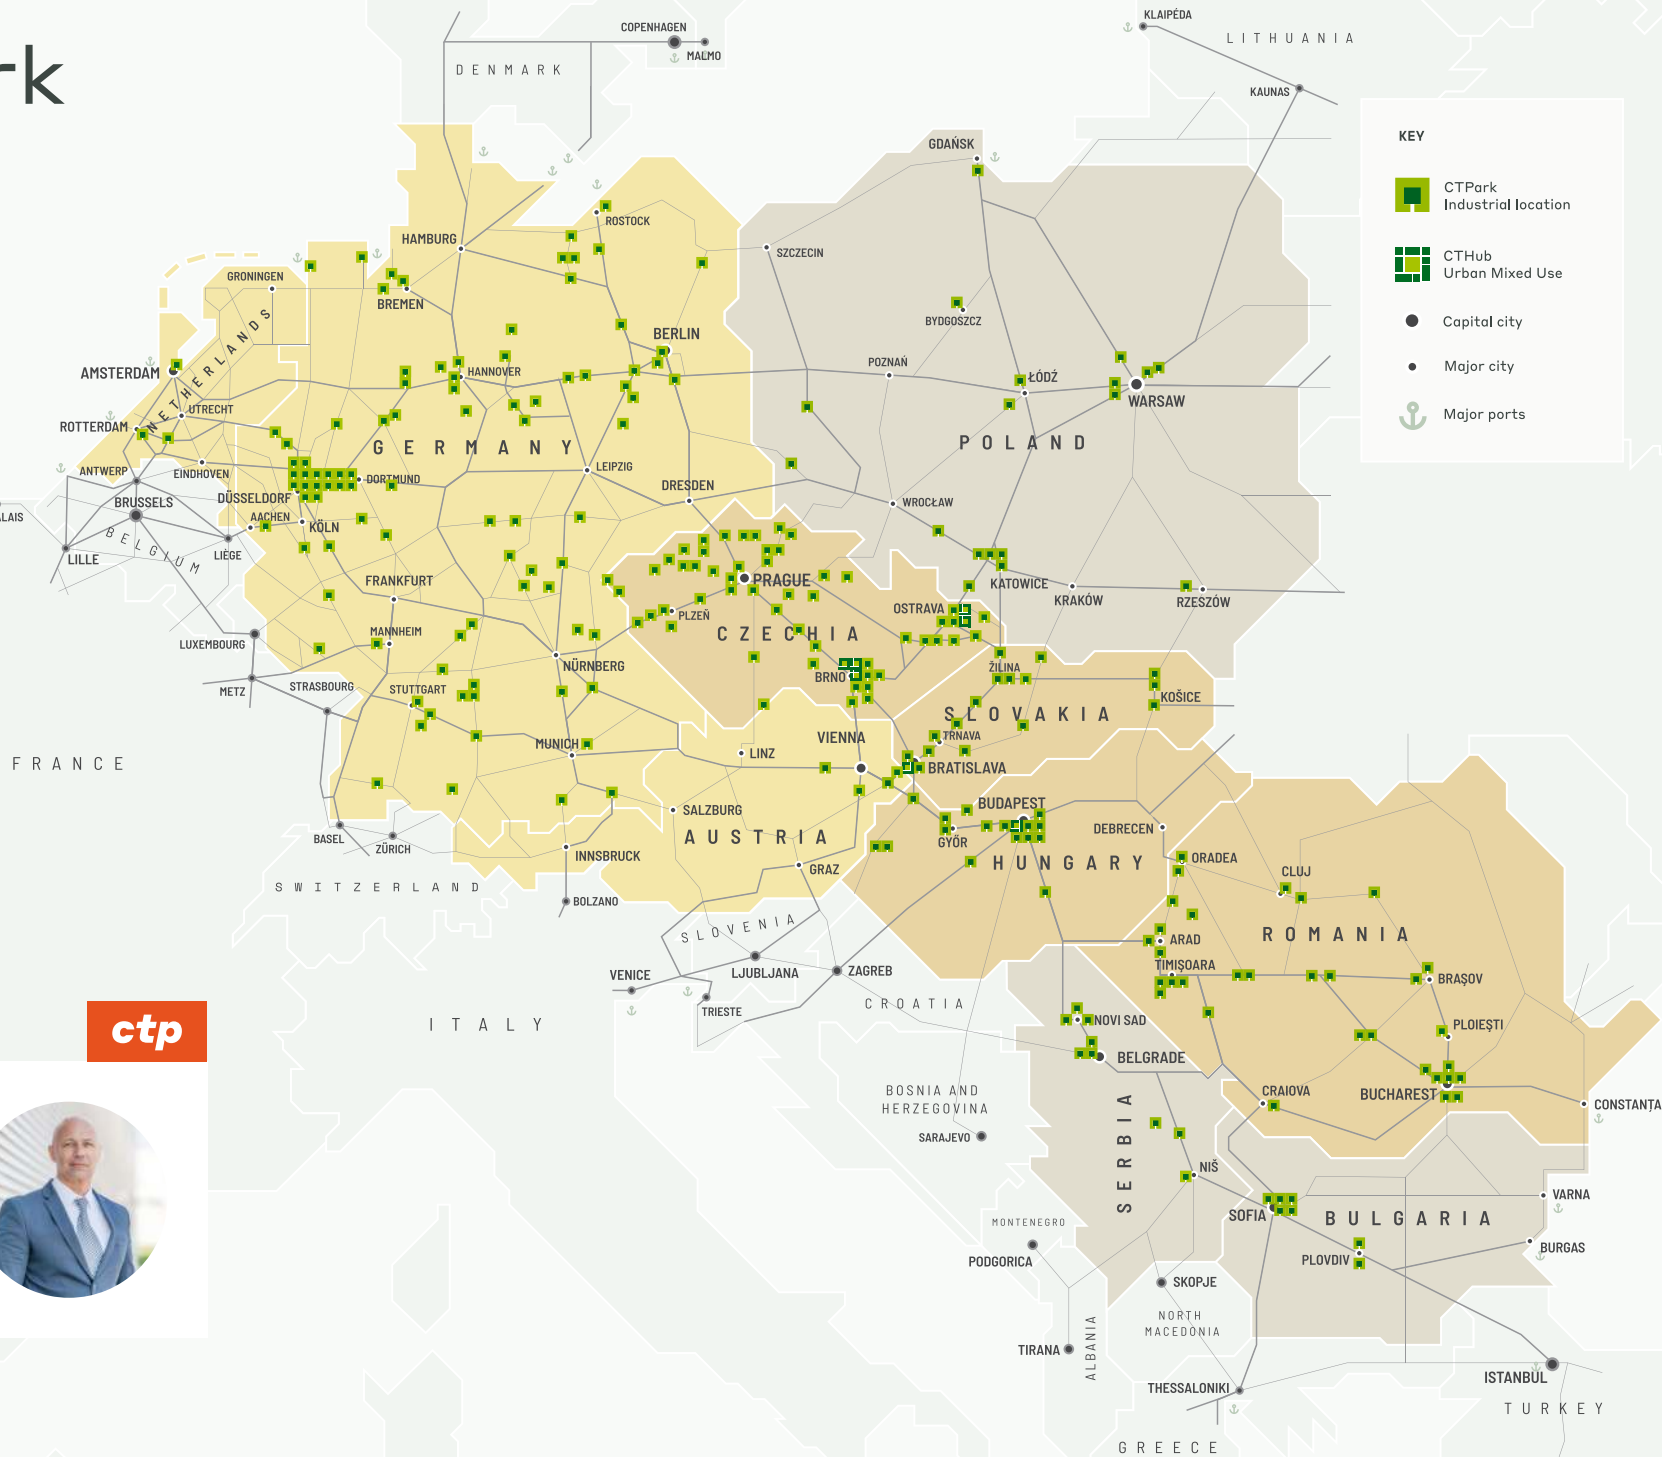 rk
KLAIPÉDA
LITHUANIA
KAUNAS
COPENHAGEN
MALMO
DENMARK
KEY
CTPark
Industrial location
CTHub
Urban Mixed Use
Capital city
Major city
Major ports
GDAŃSK
ROSTOCK
HAMBURG
SZCZECIN
GRONINGEN
BREMEN
BYDGOSZCZ
BERLIN
NETHERLANDS
AMSTERDAM
HANNOVER
POZNAŃ
ŁÓDŹ
WARSAW
UTRECHT
ROTTERDAM
GERMANY
POLAND
ANTWERP
EINDHOVEN
DORTMUND
LEIPZIG
DRESDEN
BRUSSELS
DÜSSELDORF
WROCŁAW
ALAIS
AACHEN
KÖLN
BELGIUM
LIÈGE
LILLE
FRANKFURT
PRAGUE
KATOWICE
KRAKÓW
RZESZÓW
OSTRAVA
PLZEŇ
CZECHIA
MANNHEIM
LUXEMBOURG
NÜRNBERG
ŽILINA
BRNO
METZ
STRASBOURG
STUTTGART
KOŠICE
SLOVAKIA
TRNAVA
VIENNA
MUNICH
LINZ
FRANCE
BRATISLAVA
SALZBURG
BUDAPEST
AUSTRIA
DEBRECEN
BASEL
ZÜRICH
GYŐR
INNSBRUCK
HUNGARY
ORADEA
GRAZ
CLUJ
SWITZERLAND
BOLZANO
SLOVENIA
ROMANIA
ARAD
TIMIŞOARA
VENICE
LJUBLJANA
ZAGREB
BRAŞOV
CROATIA
TRIESTE
ITALY
NOVI SAD
PLOIEŞTI
ctp
BELGRADE
BOSNIA AND
HERZEGOVINA
CRAIOVA
BUCHAREST
CONSTANȚA
SARAJEVO
SERBIA
NIŠ
VARNA
SOFIA
BULGARIA
MONTENEGRO
PODGORICA
PLOVDIV
BURGAS
SKOPJE
NORTH
MACEDONIA
TIRANA
ALBANIA
ISTANBUL
THESSALONIKI
TURKEY
GREECE